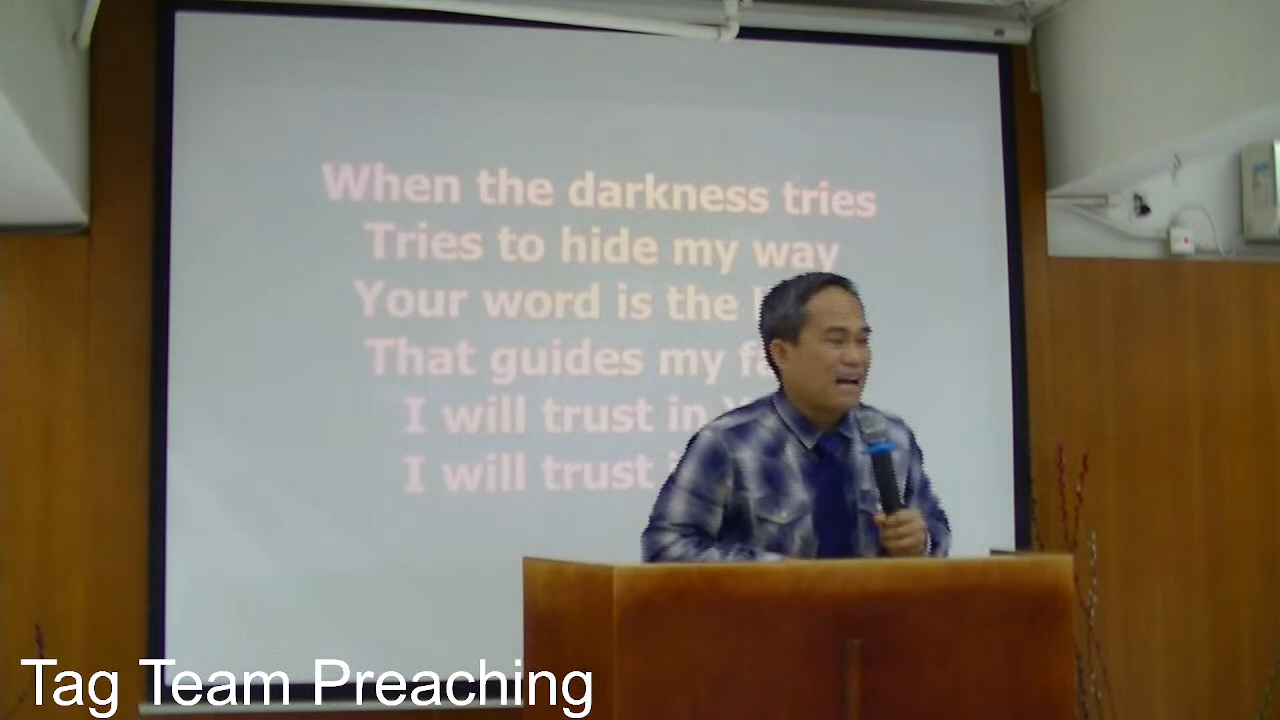 When the darkness tries
Tries to hide my way
Your word is the
That guides my
I will trust in
I will trust
Tag Team Preaching